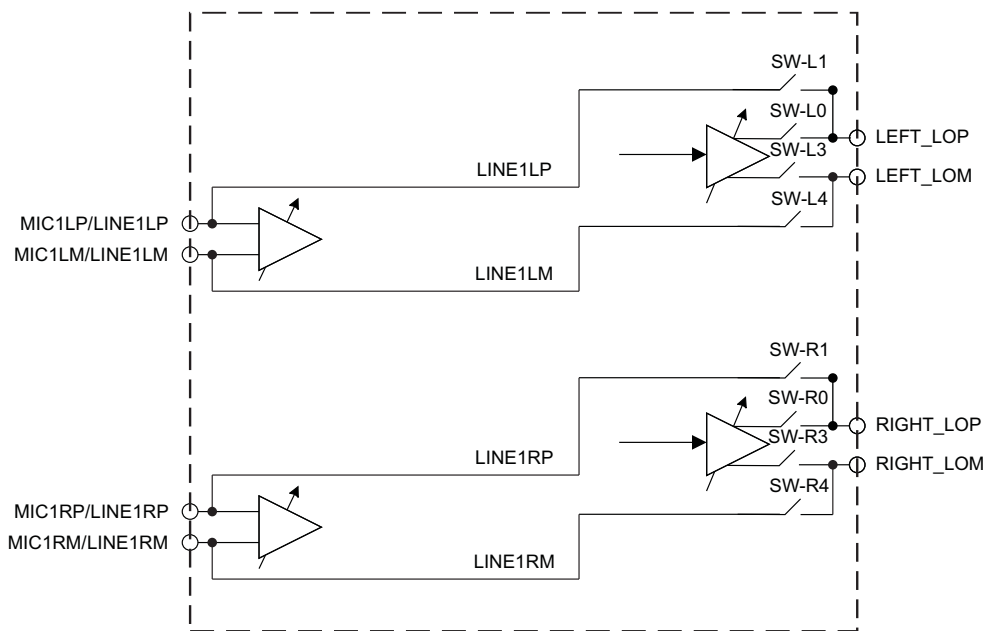 SW-L1
SW-L0
LEFT_LOP
SW-L3
LINE1LP
LEFT_LOM
SW-L4
MIC1LP/LINE1LP
MIC1LM/LINE1LM
LINE1LM
SW-R1
SW-R0
RIGHT_LOP
SW-R3
LINE1RP
RIGHT_LOM
SW-R4
MIC1RP/LINE1RP
MIC1RM/LINE1RM
LINE1RM